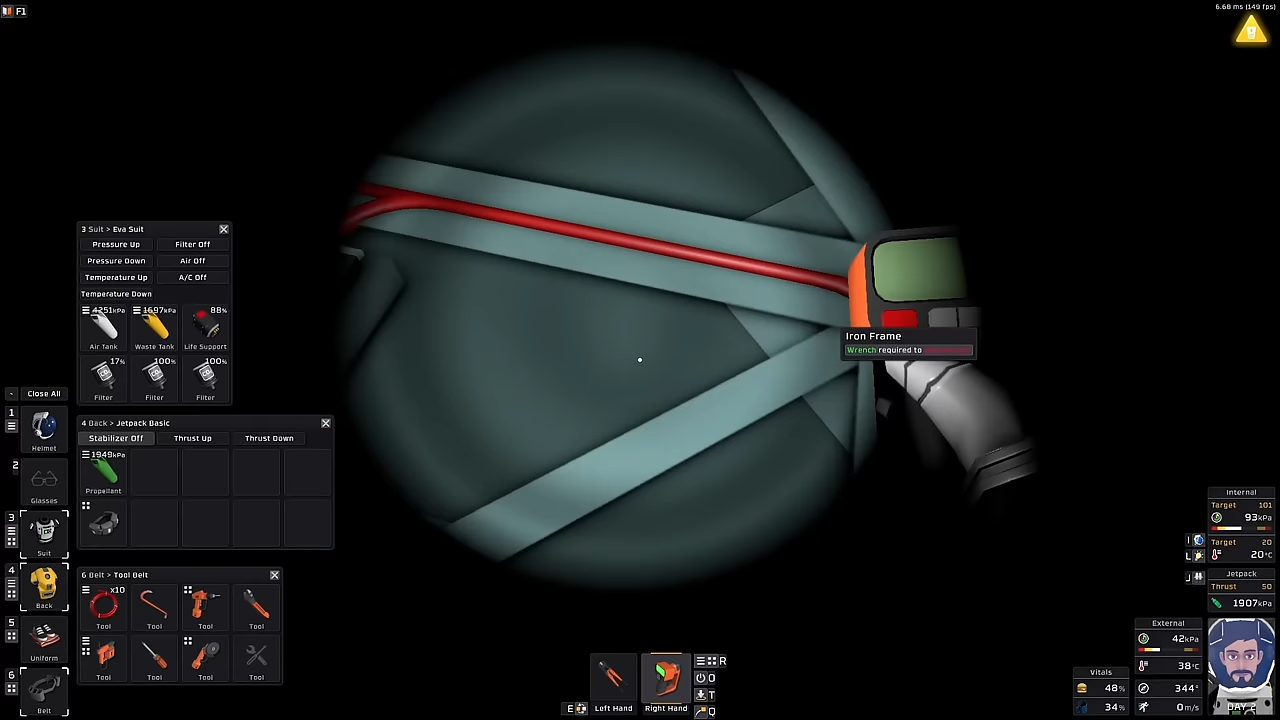 F1
6.68 ms (149 fps)
3 Suit > Eva Suit
Pressure Up
Filter Off
Pressure Down
Air Off
Temperature Up
A/C Off
Temperature Down
4251kPa
1697kPa
88%
Air Tank
Waste Tank
Life Support
17%
100%
100%
Filter
Filter
Filter
Iron Frame
Wrench required to
Close All
1
Helmet
2
Glasses
3
Suit
4
Back
5
Uniform
6
Belt
4 Back > Jetpack Basic
Stabilizer Off
Thrust Up
Thrust Down
1949kPa
Propellant
6 Belt > Tool Belt
x10
Tool
Tool
Tool
Tool
Tool
Tool
Tool
Tool
E
Left Hand
Right Hand
R
O
T
Q
Internal
Target 101
93kPa
Target 20
20°C
I
L
J
Jetpack
Thrust 50
1907kPa
External
42kPa
38°C
344°
0m/s
Vitals
48%
34%
DAY 2